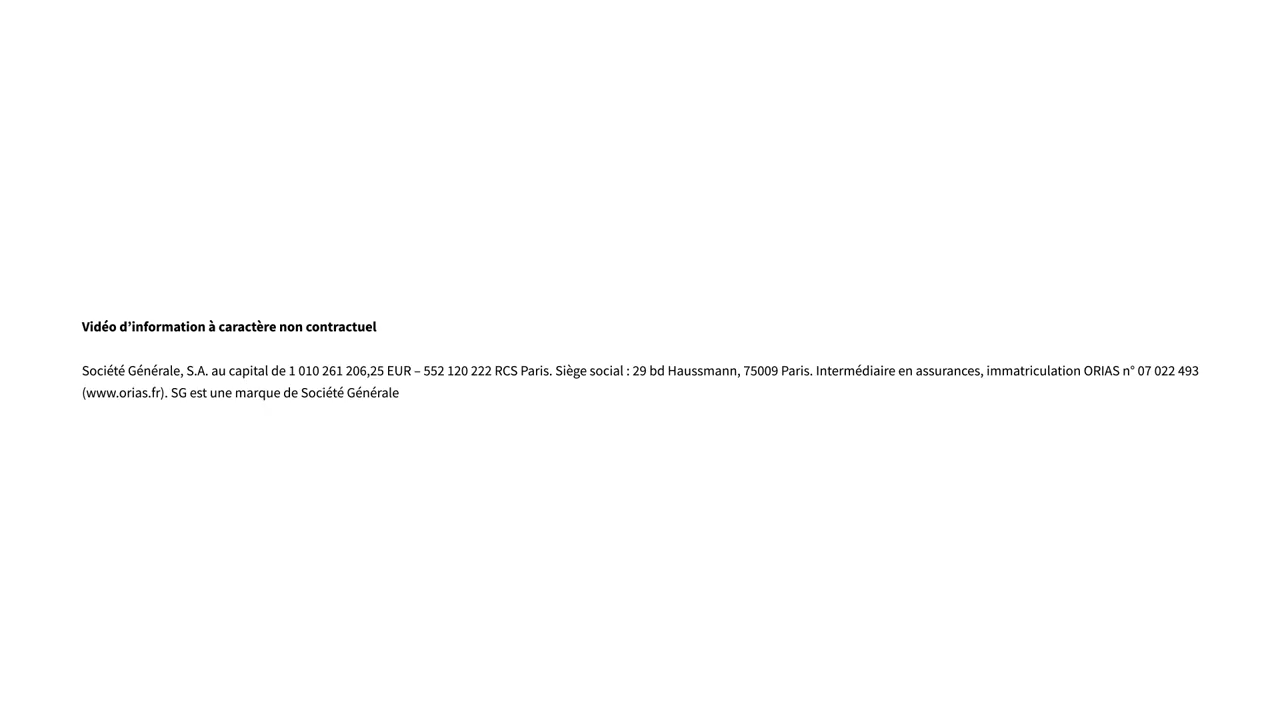 Vidéo d’information à caractère non contractuel
Société Générale, S.A. au capital de 1 010 261 206,25 EUR – 552 120 222 RCS Paris. Siège social : 29 bd Haussmann, 75009 Paris. Intermédiaire en assurances, immatriculation ORIAS n° 07 022 493
(www.orias.fr). SG est une marque de Société Générale